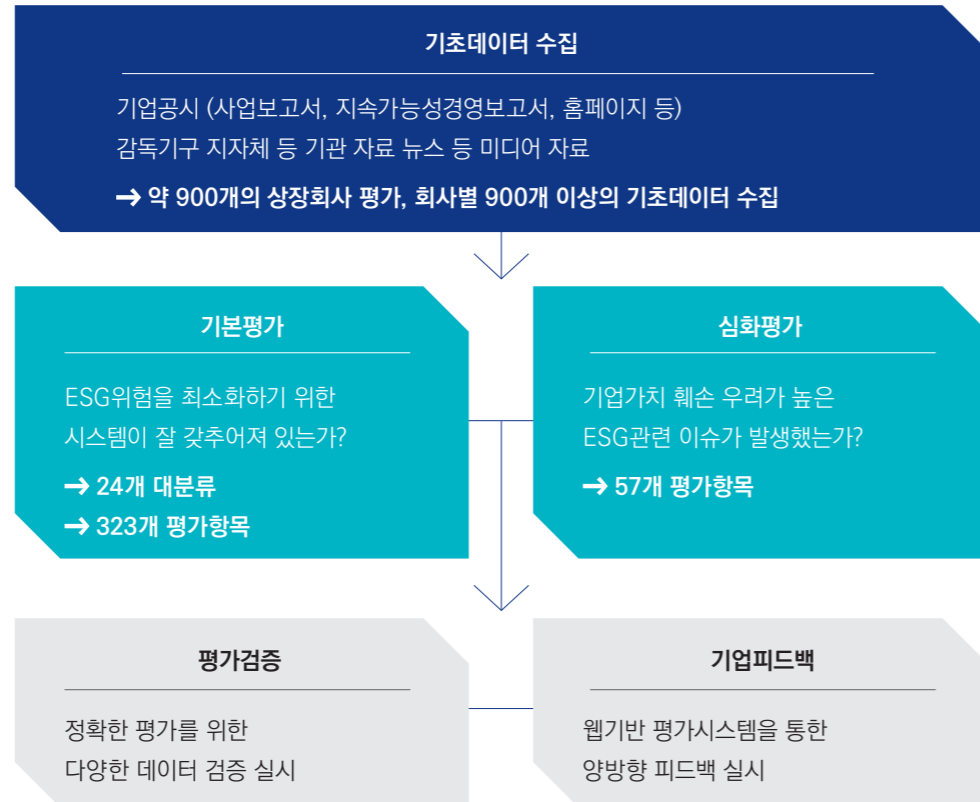 기초데이터 수집
기업공시 (사업보고서, 지속가능성경영보고서, 홈페이지 등)
감독기구 지자체 등 기관 자료 뉴스 등 미디어 자료
→ 약 900개의 상장회사 평가, 회사별 900개 이상의 기초데이터 수집
기본평가
ESG위험을 최소화하기 위한
시스템이 잘 갖추어져 있는가?
→ 24개 대분류
→ 323개 평가항목
심화평가
기업가치 훼손 우려가 높은
ESG관련 이슈가 발생했는가?
→ 57개 평가항목
평가검증
정확한 평가를 위한
다양한 데이터 검증 실시
기업피드백
웹기반 평가시스템을 통한
양방향 피드백 실시